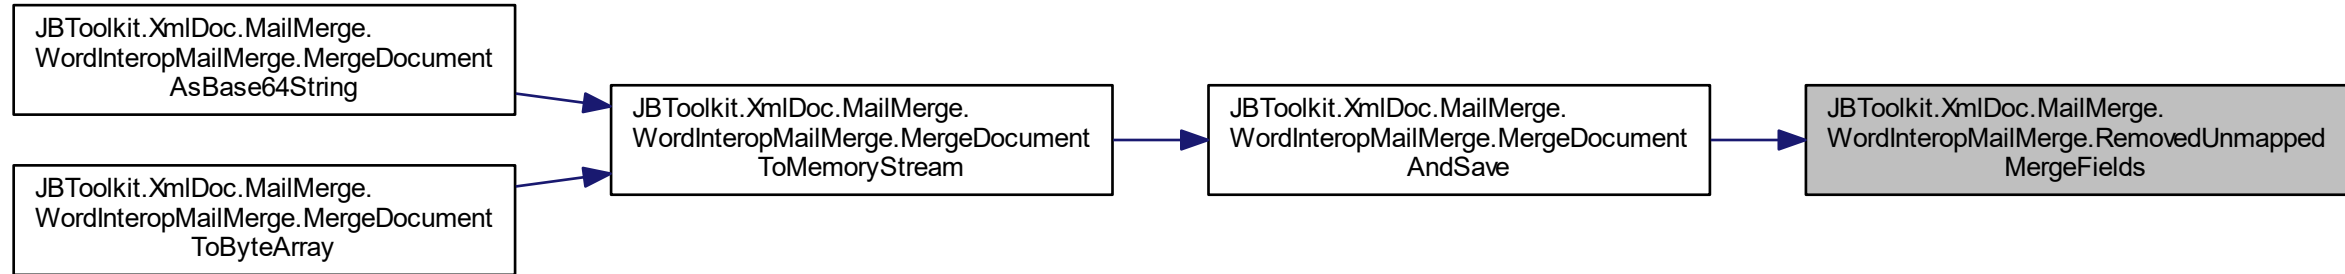 JBToolkit.XmlDoc.MailMerge.
WordInteropMailMerge.MergeDocument
AsBase64String
JBToolkit.XmlDoc.MailMerge.
WordInteropMailMerge.MergeDocument
ToByteArray
JBToolkit.XmlDoc.MailMerge.
WordInteropMailMerge.MergeDocument
ToMemoryStream
JBToolkit.XmlDoc.MailMerge.
WordInteropMailMerge.MergeDocument
AndSave
JBToolkit.XmlDoc.MailMerge.
WordInteropMailMerge.RemovedUnmapped
MergeFields